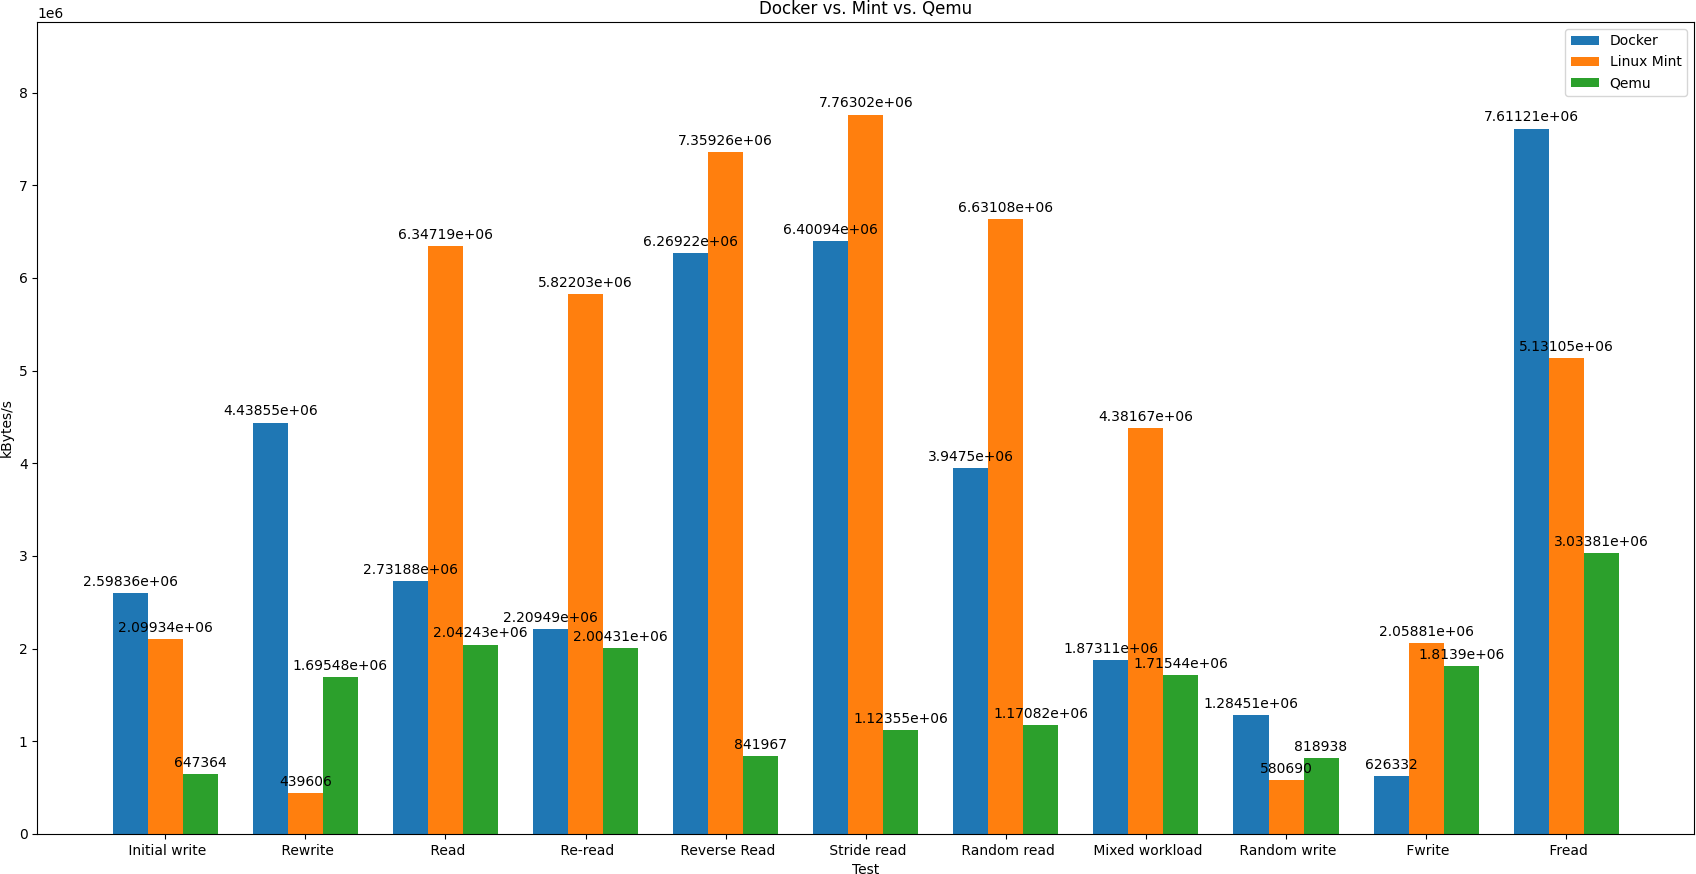 Docker vs. Mint vs. Qemu
1e6
Docker
Linux Mint
Qemu
kBytes/s
8
7
6
5
4
3
2
1
0
2.59836e+06
2.09934e+06
647364
4.43855e+06
439606
1.69548e+06
2.73188e+06
6.34719e+06
2.04243e+06
2.20949e+06
5.82203e+06
2.00431e+06
6.26922e+06
7.35926e+06
841967
6.40094e+06
7.76302e+06
1.12355e+06
3.9475e+06
6.63108e+06
1.17082e+06
1.87311e+06
4.38167e+06
1.71544e+06
1.28451e+06
580690
818938
626332
2.05881e+06
1.8139e+06
7.61121e+06
5.13105e+06
3.03381e+06
Initial write
Rewrite
Read
Re-read
Reverse Read
Stride read
Random read
Mixed workload
Random write
Fwrite
Fread
Test